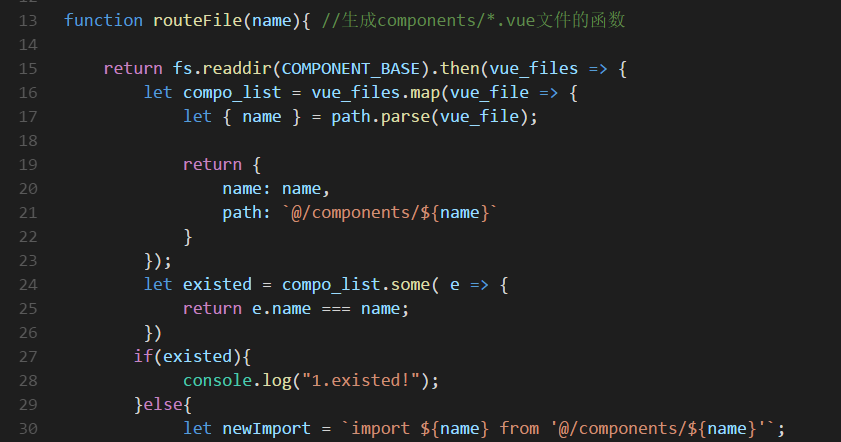 13 function routeFile(name){ //生成components/*.vue文件的函数
14
15 return fs.readdir(COMPONENT_BASE).then(vue_files => {
16 let compo_list = vue_files.map(vue_file => {
17 let { name } = path.parse(vue_file);
18
19 return {
20 name: name,
21 path: `@/components/${name}`
22 }
23 });
24 let existed = compo_list.some( e => {
25 return e.name === name;
26 })
27 if(existed){
28 console.log("1.existed!");
29 }else{
30 let newImport = `import ${name} from '@/components/${name}'`;